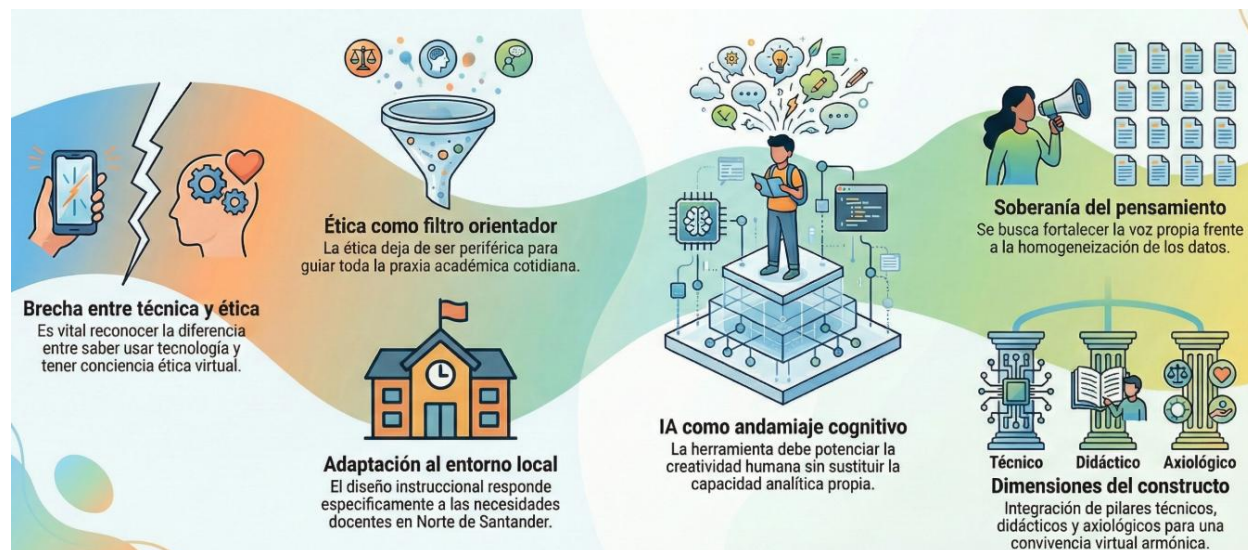 Brecha entre técnica y ética
Es vital reconocer la diferencia
entre saber usar tecnología y
tener conciencia ética virtual.
Ética como filtro orientador
La ética deja de ser periférica para
guiar toda la praxia académica cotidiana.
Adaptación al entorno local
El diseño instruccional responde
especificamente a las necesidades
docentes en Norte de Santander.
IA como andamiaje cognitivo
La herramienta debe potenciar la
creatividad humana sin sustituir la
capacidad analítica propia.
Soberanía del pensamiento
Se busca fortalecer la voz propia frente
a la homogeneización de los datos.
Técnico
Didáctico
Axiológico
Dimensiones del constructo
Integración de pilares técnicos,
didácticos y axiológicos para una
convivencia virtual armónica.